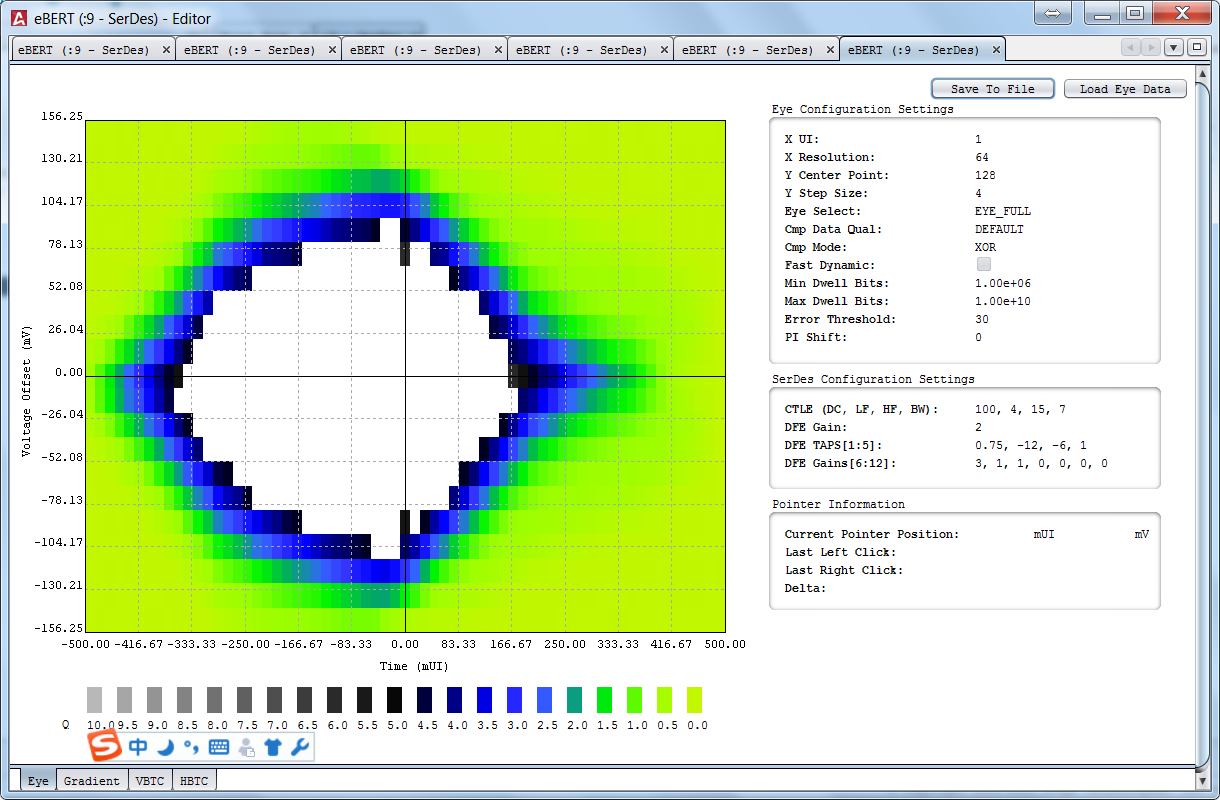 eBERT (:9 - SerDes) - Editor
eBERT (:9 - SerDes) eBERT (:9 - SerDes) eBERT (:9 - SerDes) eBERT (:9 - SerDes) eBERT (:9 - SerDes) eBERT (:9 - SerDes)
Save To File Load Eye Data
Eye Configuration Settings
X UI: 1
X Resolution: 64
Y Center Point: 128
Y Step Size: 4
Eye Select: EYE_FULL
Cmp Data Qual: DEFAULT
Cmp Mode: XOR
Fast Dynamic:
Min Dwell Bits: 1.00e+06
Max Dwell Bits: 1.00e+10
Error Threshold: 30
PI Shift: 0
SerDes Configuration Settings
CTLE (DC, LF, HF, BW): 100, 4, 15, 7
DFE Gain: 2
DFE TAPS[1:5]: 0.75, -12, -6, 1
DFE Gains[6:12]: 3, 1, 1, 0, 0, 0, 0
Pointer Information
Current Pointer Position: mUI mV
Last Left Click:
Last Right Click:
Delta:
Voltage Offset (mV)
156.25
130.21
104.17
78.13
52.08
26.04
0.00
-26.04
-52.08
-78.13
-104.17
-130.21
-156.25
-500.00 -416.67 -333.33 -250.00 -166.67 -83.33 0.00 83.33 166.67 250.00 333.33 416.67 500.00
Time (mUI)
Q 10.0 9.5 9.0 8.5 8.0 7.5 7.0 6.5 6.0 5.5 5.0 4.5 4.0 3.5 3.0 2.5 2.0 1.5 1.0 0.5 0.0
S 中
Eye Gradient VBTC HBTC